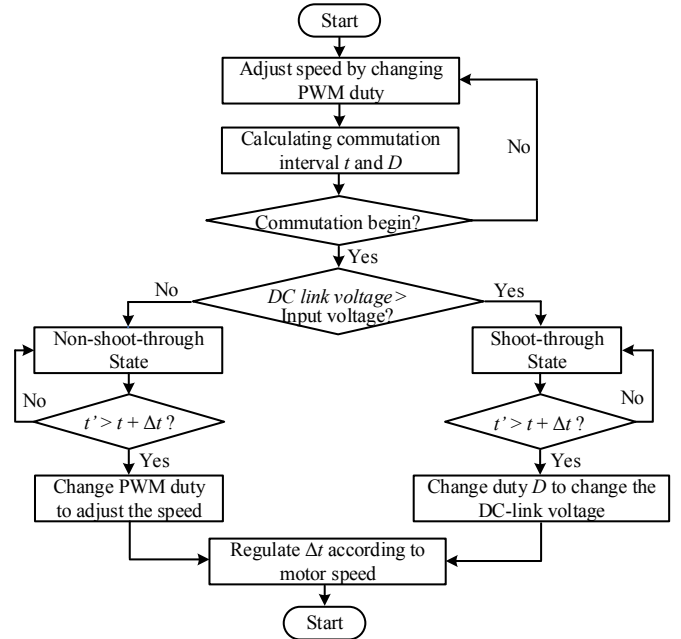 Start
Adjust speed by changing
PWM duty
Calculating commutation
interval t and D
No
Commutation begin?
Yes
No
DC link voltage>
Input voltage?
Yes
Non-shoot-through
State
Shoot-through
State
No
t’> t + Δt ?
No
t’> t + Δt ?
Yes
Yes
Change PWM duty
to adjust the speed
Change duty D to change the
DC-link voltage
Regulate Δt according to
motor speed
Start